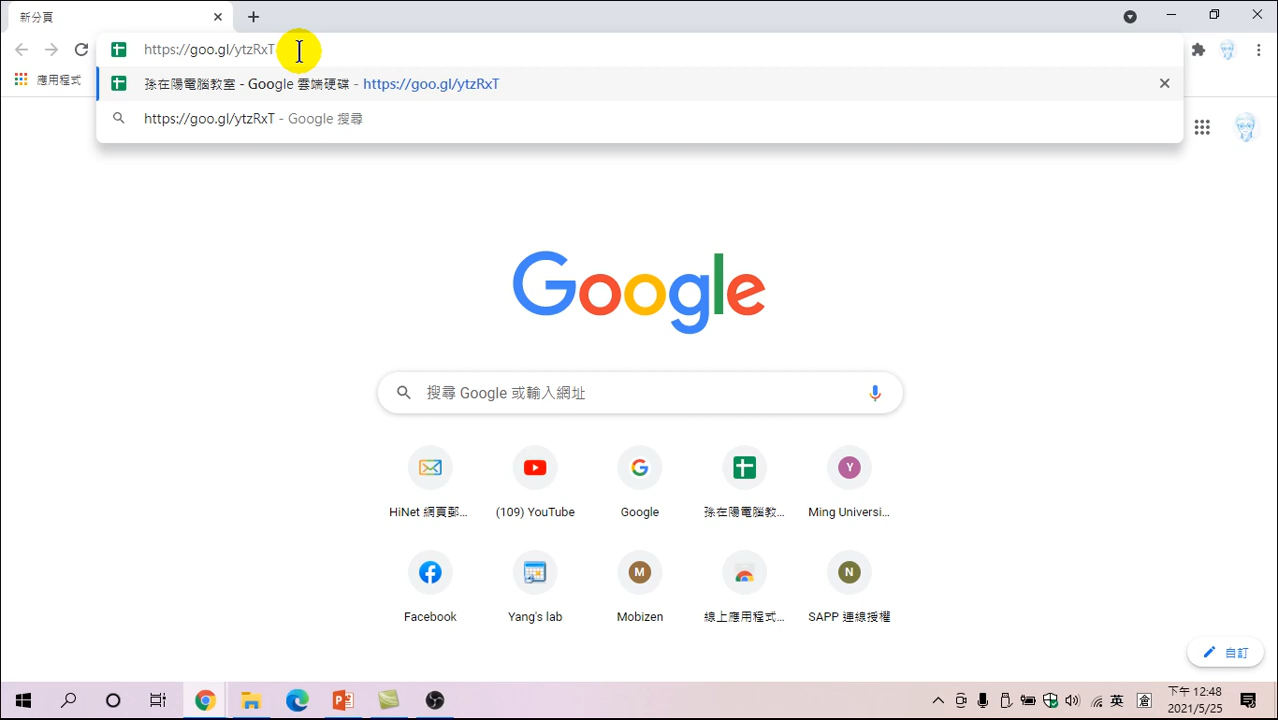 新分頁
https://goo.gl/ytzRxT
孫在陽電腦教室 - Google 雲端硬碟 - https://goo.gl/ytzRxT
https://goo.gl/ytzRxT - Google 搜尋
應用程式
Google
搜尋 Google 或輸入網址
HiNet 網頁郵... (109) YouTube Google 孫在陽電腦教... Ming Universi...
Y
Facebook Yang's lab Mobizen 線上應用程式... SAPP 連線授權
M N
自訂
英 倉 下午 12:48
2021/5/25